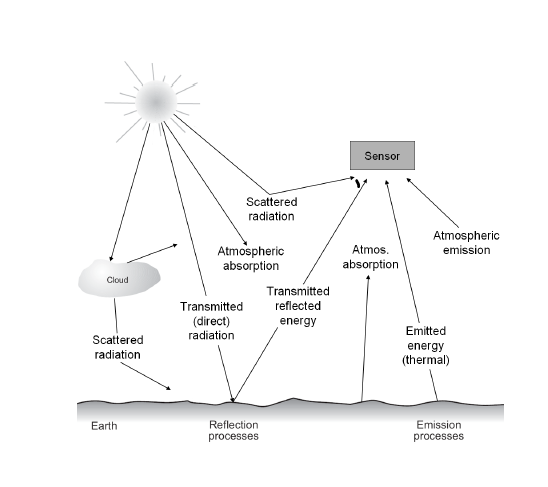 Sensor
Scattered
radiation
Atmospheric
emission
Atmospheric
absorption
Atmos.
absorption
Cloud
Transmitted
reflected
energy
Transmitted
(direct)
radiation
Scattered
radiation
Emitted
energy
(thermal)
Earth
Reflection
processes
Emission
processes